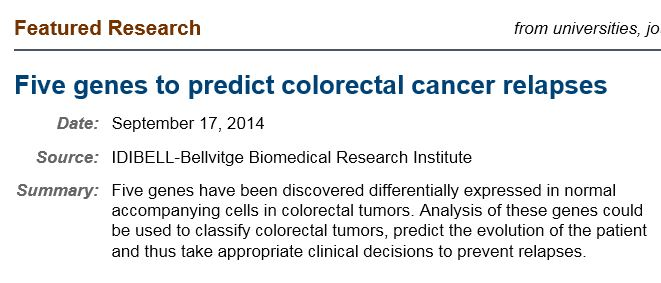 Featured Research
from universities, jo
Five genes to predict colorectal cancer relapses
Date: September 17, 2014
Source: IDIBELL-Bellvitge Biomedical Research Institute
Summary: Five genes have been discovered differentially expressed in normal
accompanying cells in colorectal tumors. Analysis of these genes could
be used to classify colorectal tumors, predict the evolution of the patient
and thus take appropriate clinical decisions to prevent relapses.